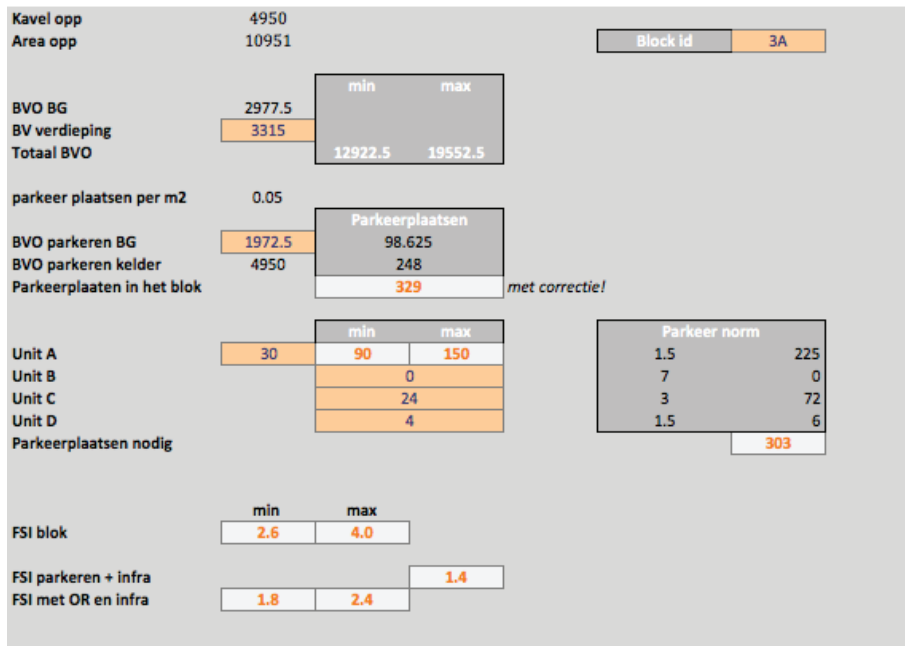 Kavel opp 4950
Area opp 10951 Block id 3A
min max
BVO BG 2977.5
BV verdieping 3315
Totaal BVO 12922.5 19552.5
parkeer plaatsen per m2 0.05
Parkeerplaatsen
BVO parkeren BG 1972.5 98.625
BVO parkeren kelder 4950 248
Parkeerplaaten in het blok 329 met correctie!
min max Parkeer norm
Unit A 30 90 150 1.5 225
Unit B 0 7 0
Unit C 24 3 72
Unit D 4 1.5 6
Parkeerplaatsen nodig 303
min max
FSI blok 2.6 4.0
FSI parkeren + infra 1.4
FSI met OR en infra 1.8 2.4